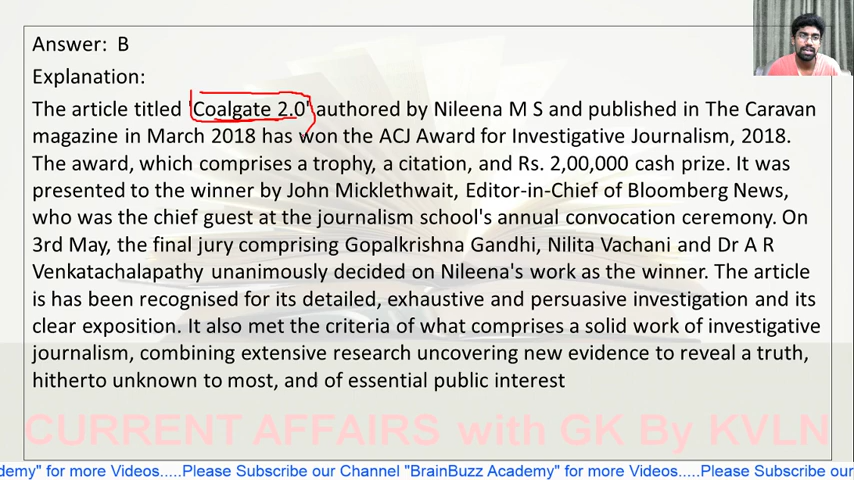 Answer: B
Explanation:
The article titled 'Coalgate 2.0' authored by Nileena M S and published in The Caravan
magazine in March 2018 has won the ACJ Award for Investigative Journalism, 2018.
The award, which comprises a trophy, a citation, and Rs. 2,00,000 cash prize. It was
presented to the winner by John Micklethwait, Editor-in-Chief of Bloomberg News,
who was the chief guest at the journalism school's annual convocation ceremony. On
3rd May, the final jury comprising Gopalkrishna Gandhi, Nilita Vachani and Dr A R
Venkatachalapathy unanimously decided on Nileena's work as the winner. The article
is has been recognised for its detailed, exhaustive and persuasive investigation and its
clear exposition. It also met the criteria of what comprises a solid work of investigative
journalism, combining extensive research uncovering new evidence to reveal a truth,
hitherto unknown to most, and of essential public interest
CURRENT AFFAIRS with GK By KVLN
demy" for more Videos.....Please Subscribe our Channel "BrainBuzz Academy" for more Videos.....Please Subscribe our